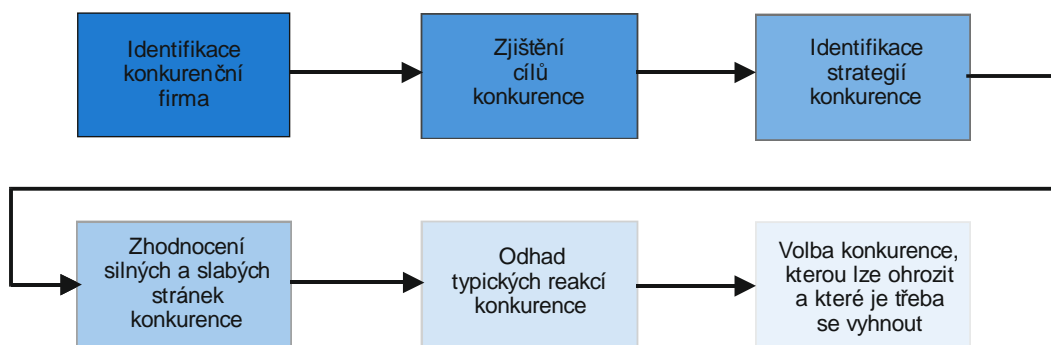 Identifikace
konkurenční
firma
Zjištění
cílů
konkurence
Identifikace
strategií
konkurence
Zhodnocení
silných a slabých
stránek
konkurence
Odhad
typických reakcí
konkurence
Volba konkurence,
kterou lze ohrozit
a které je třeba
se vyhnout